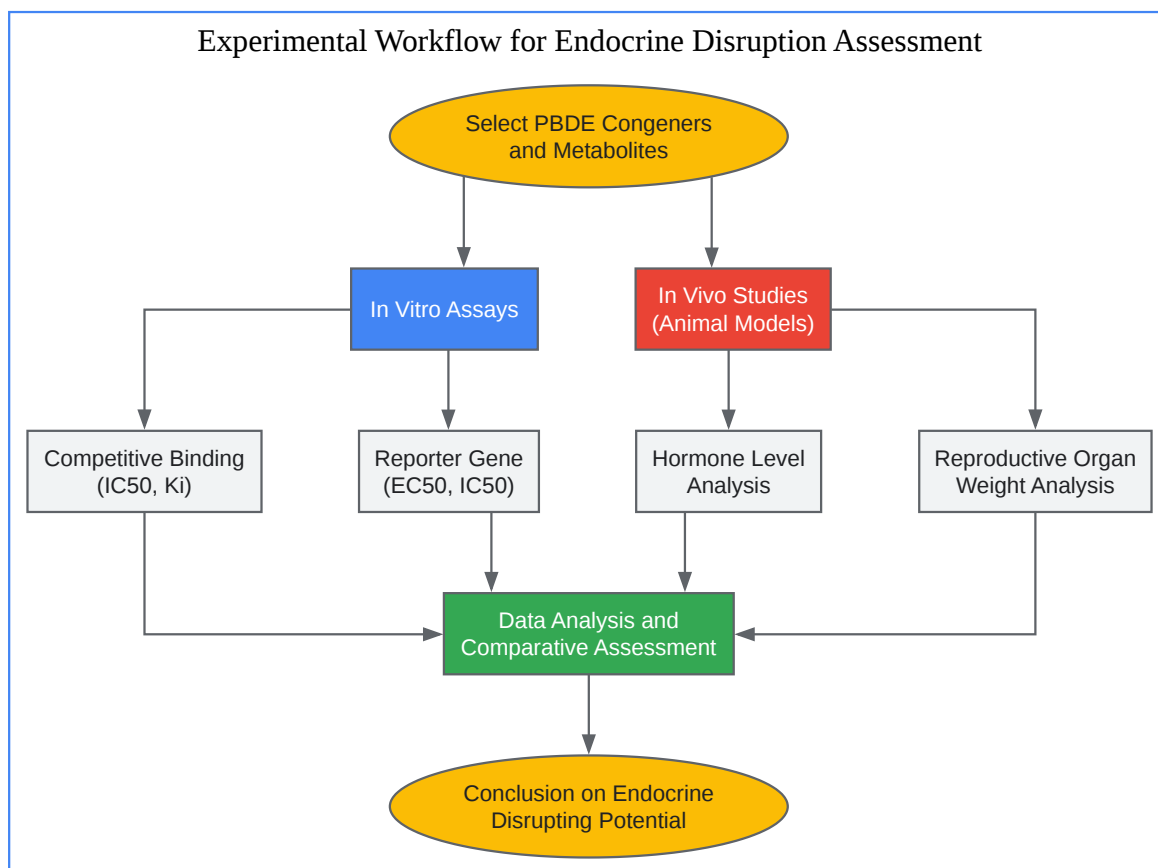 Experimental Workflow for Endocrine Disruption Assessment
Select PBDE Congeners
and Metabolites
In Vitro Assays
In Vivo Studies
(Animal Models)
Competitive Binding
(IC50, Ki)
Reporter Gene
(EC50, IC50)
Hormone Level
Analysis
Reproductive Organ
Weight Analysis
Data Analysis and
Comparative Assessment
Conclusion on Endocrine
Disrupting Potential